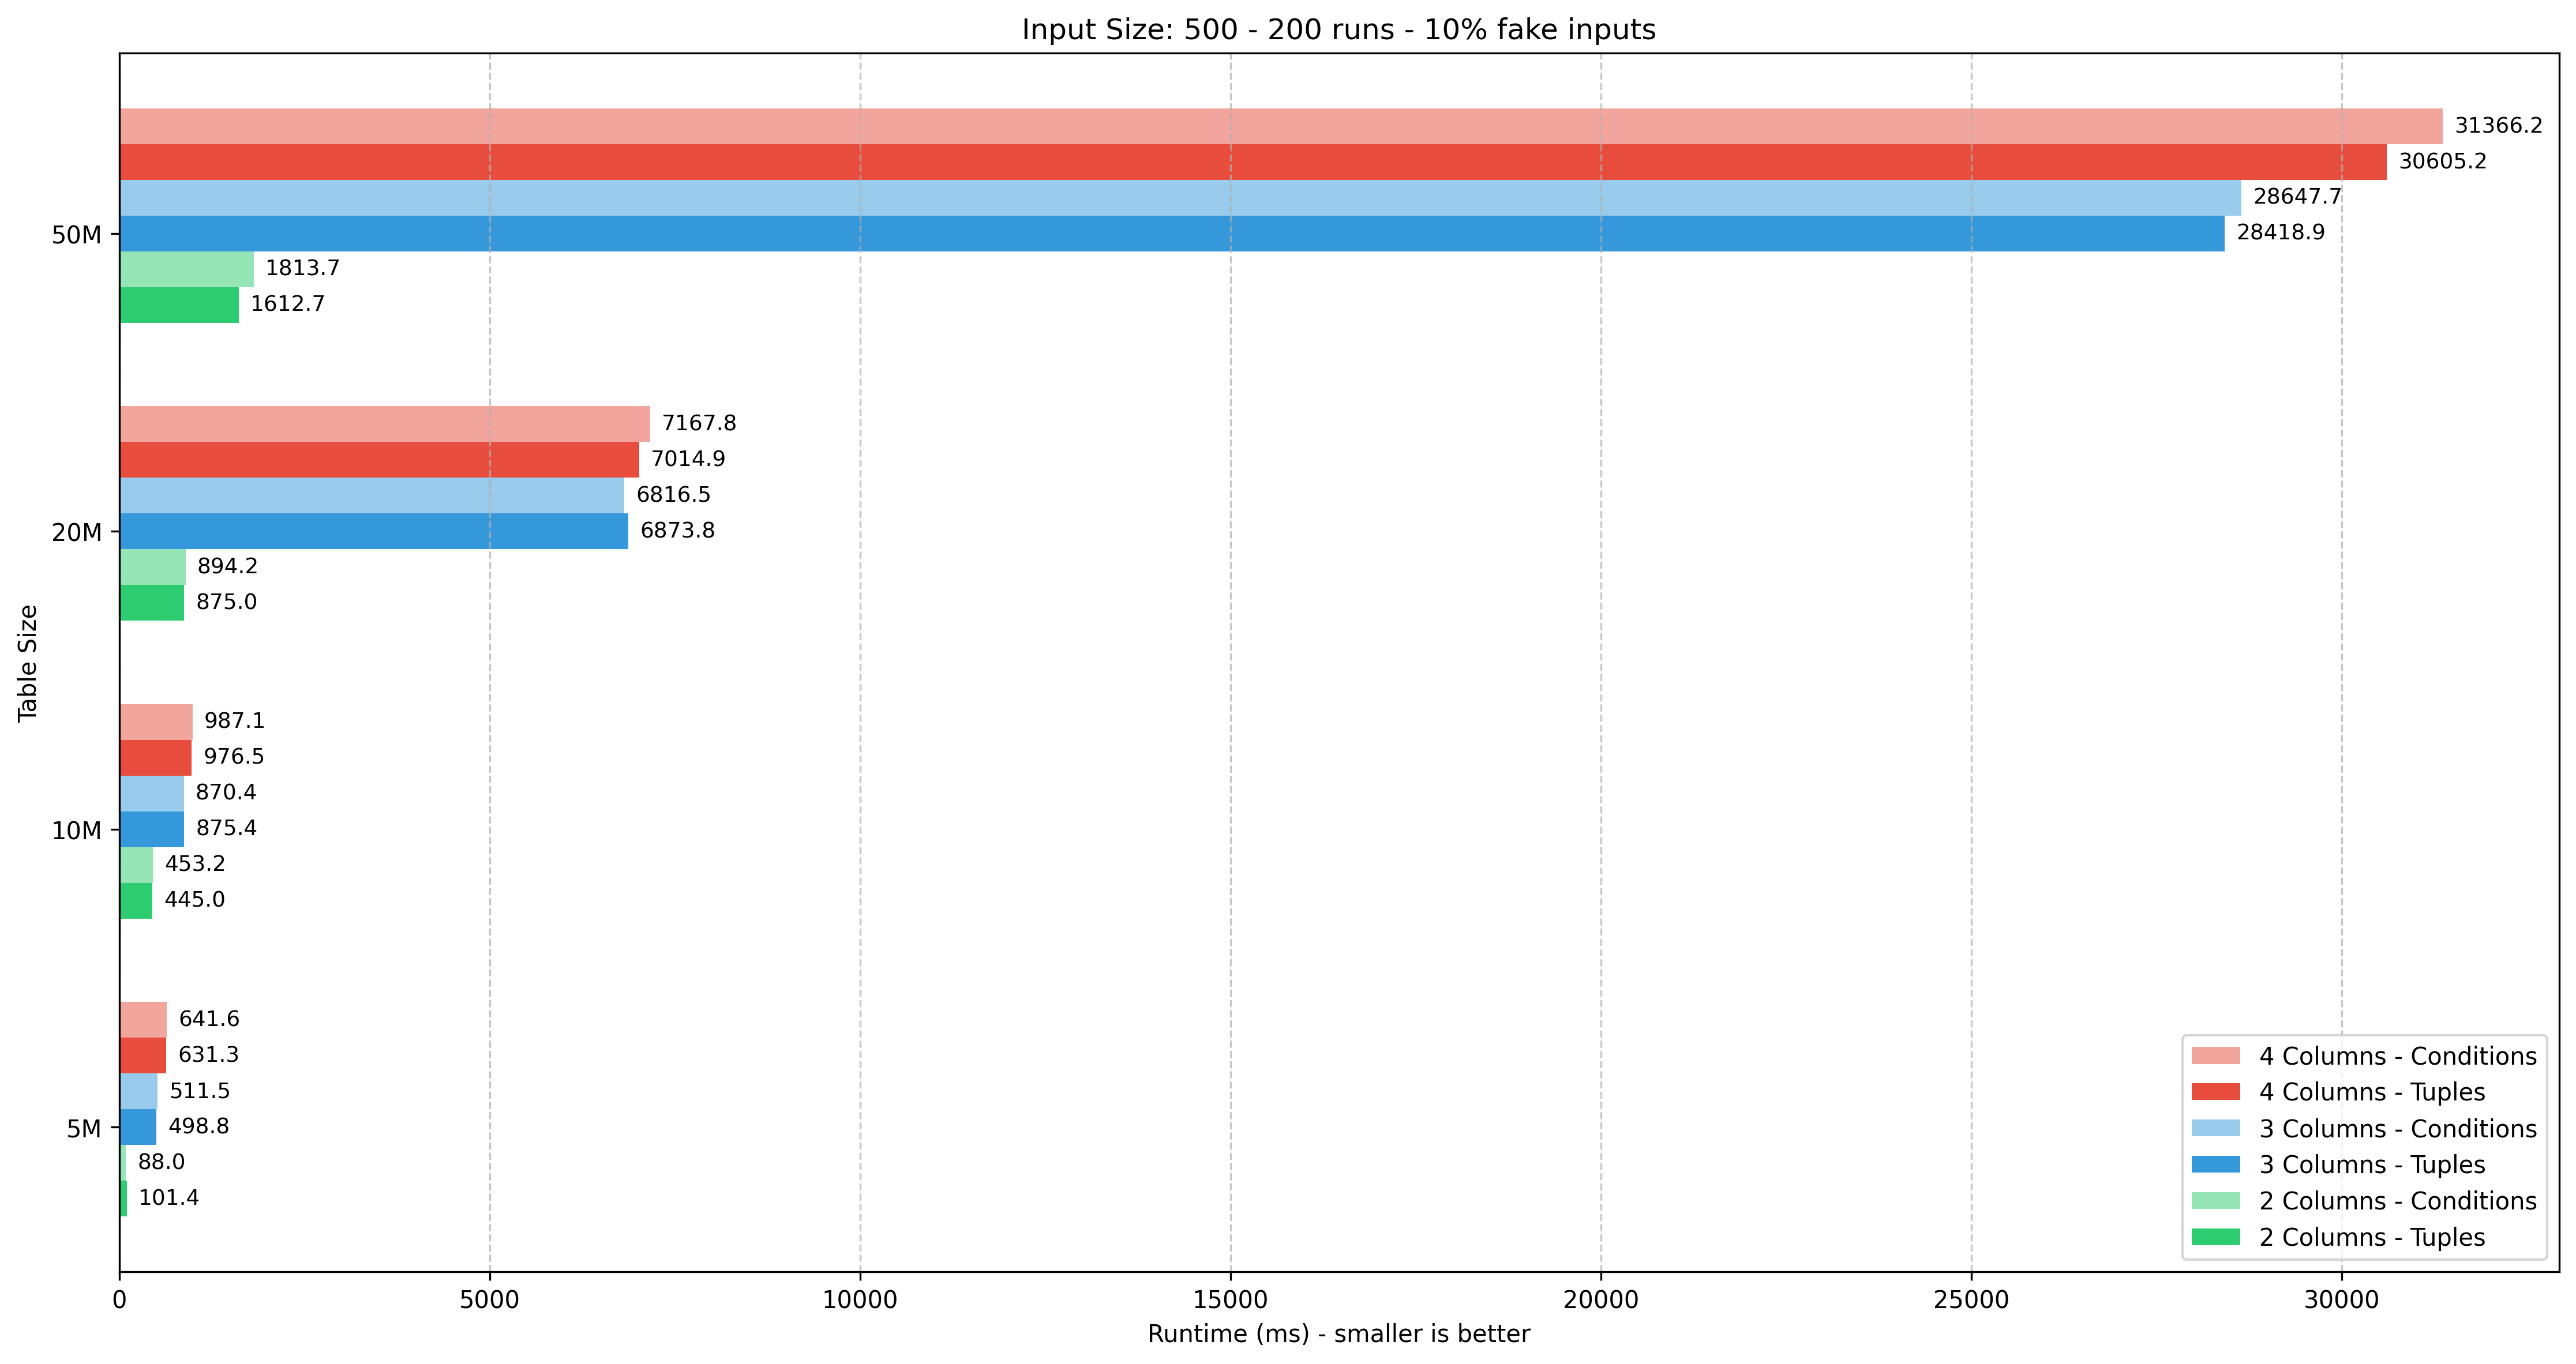 Input Size: 500 - 200 runs - 10% fake inputs
Table Size
50M
31366.2
30605.2
28647.7
28418.9
1813.7
1612.7
20M
7167.8
7014.9
6816.5
6873.8
894.2
875.0
10M
987.1
976.5
870.4
875.4
453.2
445.0
5M
641.6
631.3
511.5
498.8
88.0
101.4
4 Columns - Conditions
4 Columns - Tuples
3 Columns - Conditions
3 Columns - Tuples
2 Columns - Conditions
2 Columns - Tuples
0 5000 10000 15000 20000 25000 30000
Runtime (ms) - smaller is better